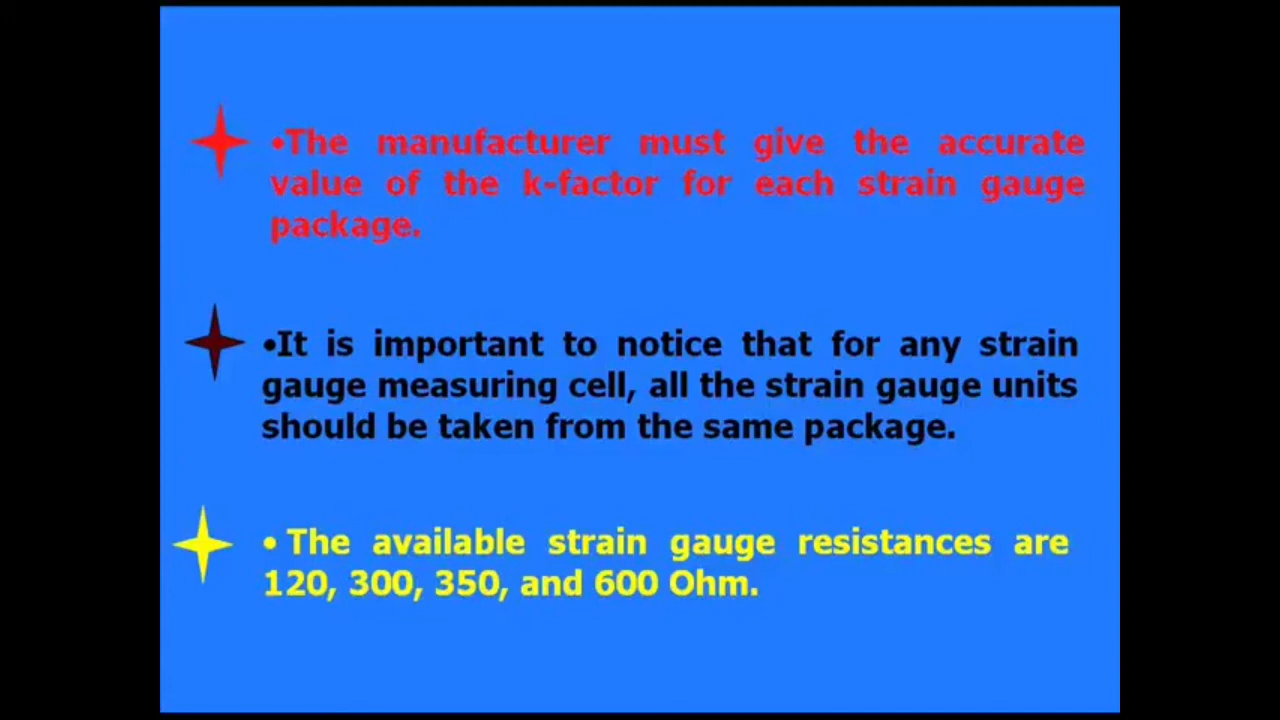 •The manufacturer must give the accurate
value of the k-factor for each strain gauge
package.
•It is important to notice that for any strain
gauge measuring cell, all the strain gauge units
should be taken from the same package.
• The available strain gauge resistances are
120, 300, 350, and 600 Ohm.